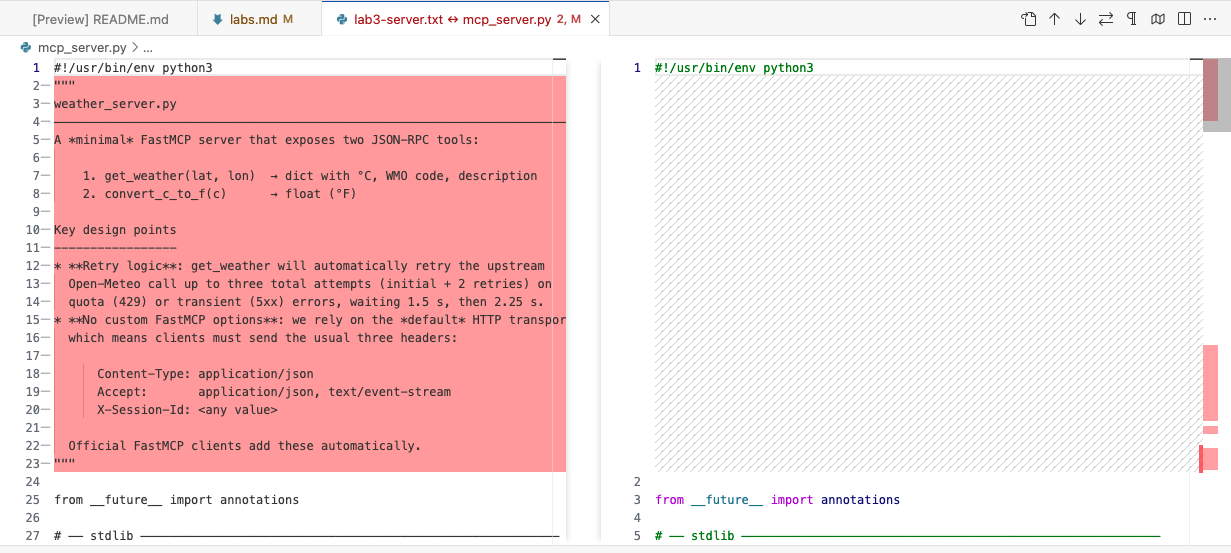 [Preview] README.md
labs.md M
lab3-server.txt ↔ mcp_server.py 2, M ×
mcp_server.py > ...
1 #!/usr/bin/env python3
2— """
3— weather_server.py
4— ────────────────────────────────────────────────────────────────────────
5— A *minimal* FastMCP server that exposes two JSON-RPC tools:
6—
7— 1. get_weather(lat, lon) → dict with °C, WMO code, description
8— 2. convert_c_to_f(c) → float (°F)
9—
10— Key design points
11— -----------------
12— * **Retry logic**: get_weather will automatically retry the upstream
13— Open-Meteo call up to three total attempts (initial + 2 retries) on
14— quota (429) or transient (5xx) errors, waiting 1.5 s, then 2.25 s.
15— * **No custom FastMCP options**: we rely on the *default* HTTP transpor
16— which means clients must send the usual three headers:
17—
18— Content-Type: application/json
19— Accept: application/json, text/event-stream
20— X-Session-Id: <any value>
21—
22— Official FastMCP clients add these automatically.
23— """
24
25 from __future__ import annotations
26
27 # ── stdlib ──────────────────────────────────────────────────────────
1 #!/usr/bin/env python3
2
3 from __future__ import annotations
4
5 # ── stdlib ──────────────────────────────────────────────────────────